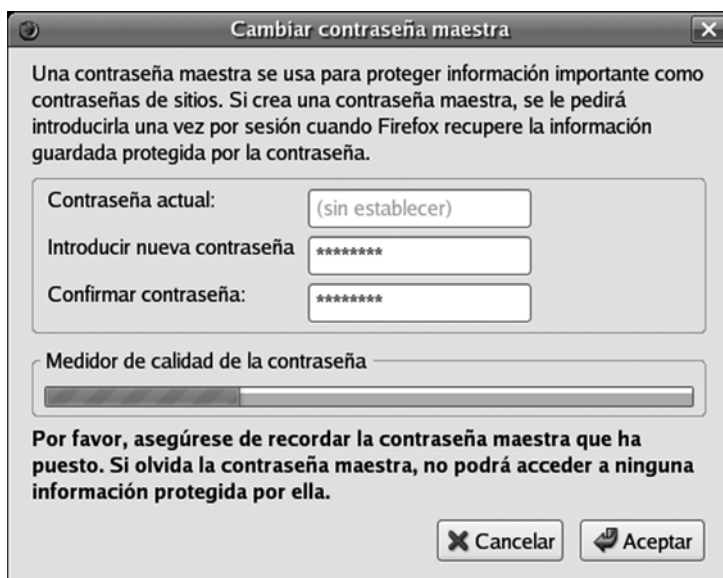 Cambiar contraseña maestra
Una contraseña maestra se usa para proteger información importante como
contraseñas de sitios. Si crea una contraseña maestra, se le pedirá
introducirla una vez por sesión cuando Firefox recupere la información
guardada protegida por la contraseña.
Contraseña actual:
(sin establecer)
Introducir nueva contraseña
********
Confirmar contraseña:
********
Medidor de calidad de la contraseña
Por favor, asegúrese de recordar la contraseña maestra que ha
puesto. Si olvida la contraseña maestra, no podrá acceder a ninguna
información protegida por ella.
Cancelar
Aceptar